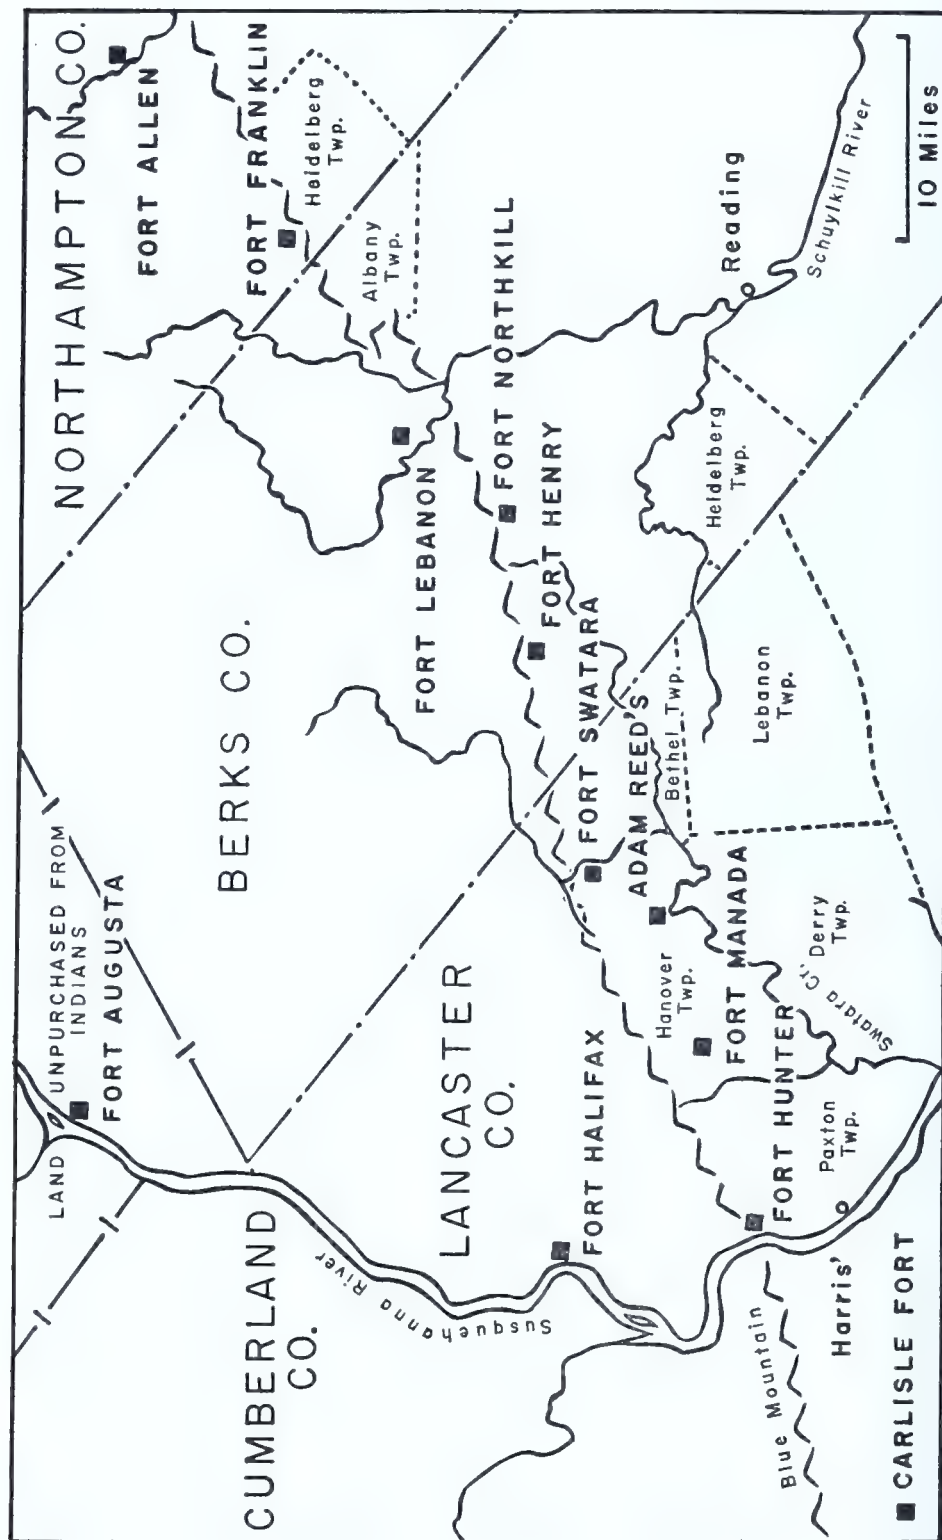 LAND UNPURCHASED FROM
INDIANS
FORT AUGUSTA
NORTHAMPTON CO.
FORT ALLEN
FORT FRANKLIN
Heidelberg
Twp.
Albany
Twp.
BERKS CO.
CUMBERLAND
CO.
Susquehanna River
LANCASTER
CO.
FORT LEBANON
FORT NORTHKILL
FORT HENRY
FORT SWATARA
ADAM REED'S
Bethel Twp.
FORT HALIFAX
Hanover
Twp.
FORT MANADA
FORT HUNTER
Paxton
Twp.
Harris'
Blue Mountain
Swatara Cr.
Derry
Twp.
Lebanon
Twp.
Heidelberg
Twp.
Reading
Schuylkill River
CARLISLE FORT
10 Miles